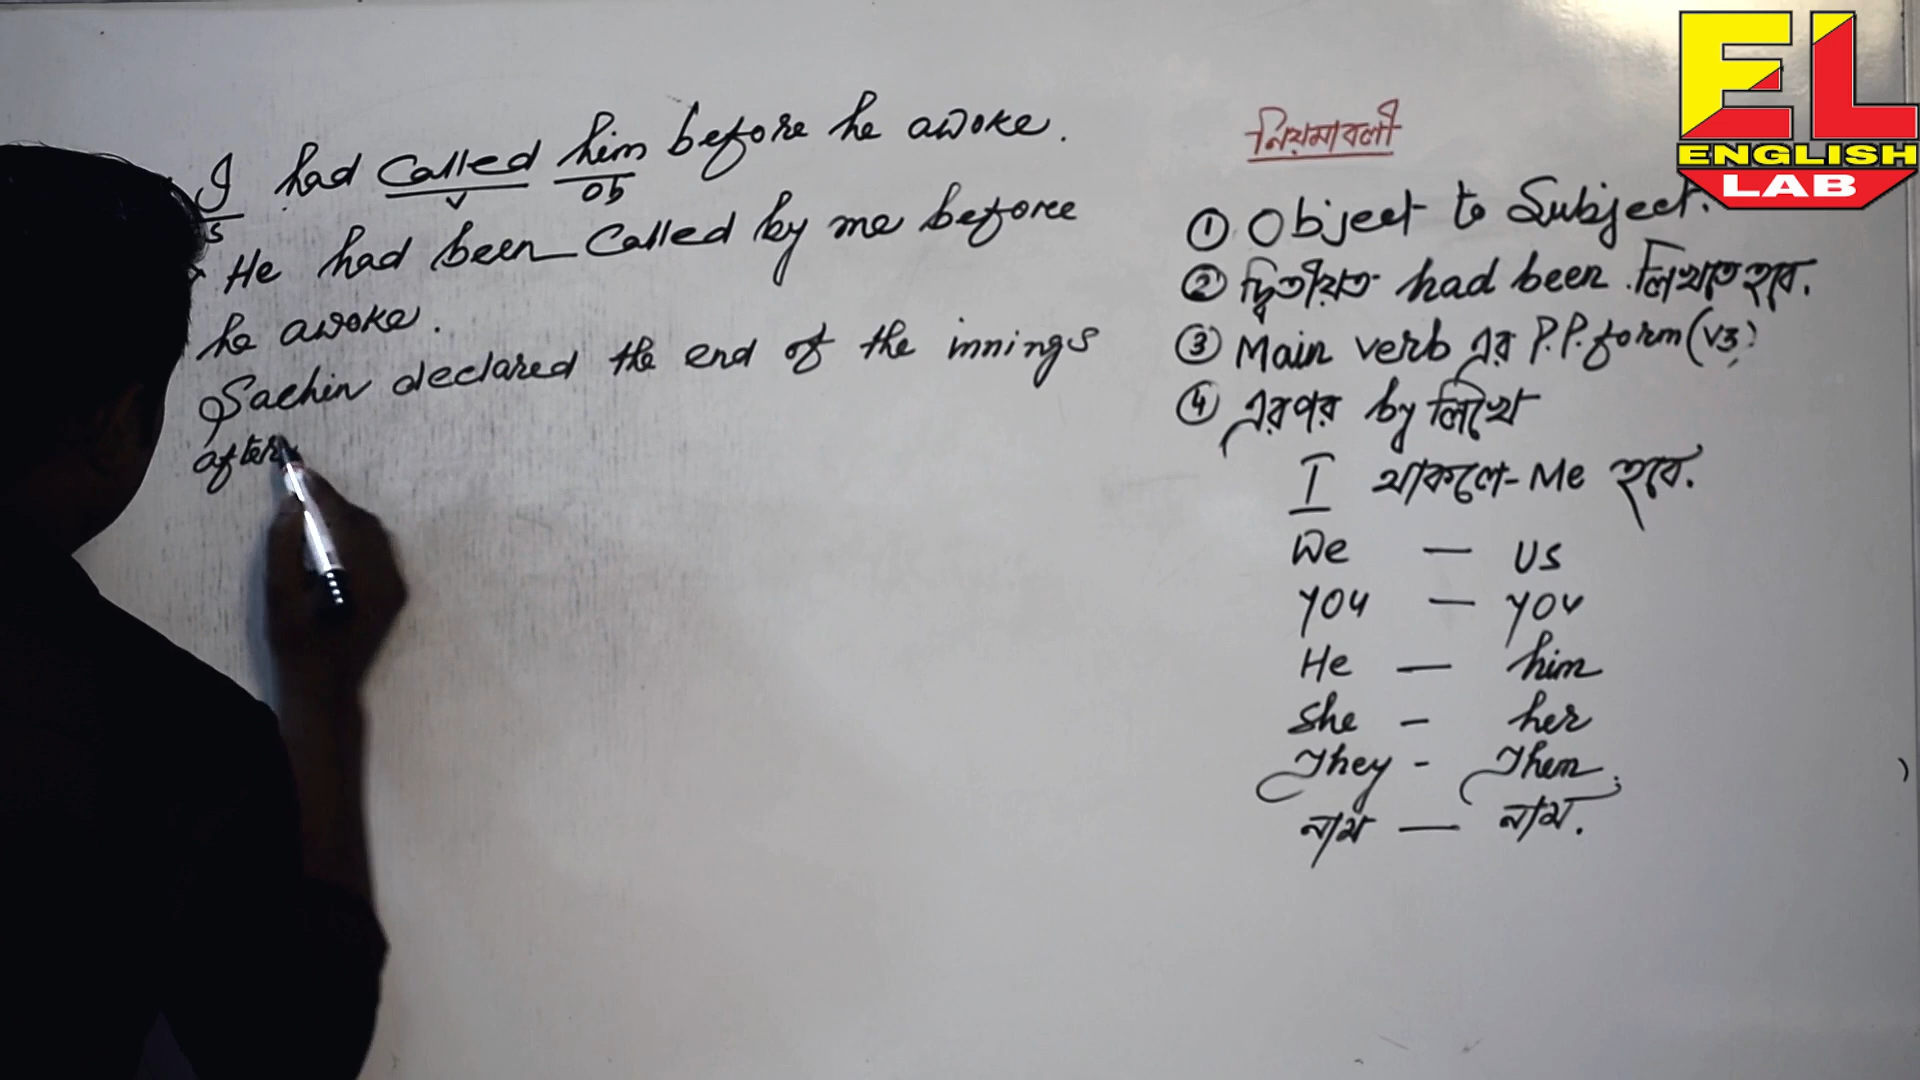 I had called him before he awoke.
S V Ob
He had been called by me before
he awoke.
Sachin declared the end of the innings
after
নিয়মাবলী
① Object to Subject.
② দ্বিতীয়ত had been লিখতে হবে.
③ Main verb এর P.P. form (V3)
④ এরপর by লিখে
I থাকলে - Me হবে.
We — us
you — you
He — him
She - her
They - Them
নাম — নাম.
EL
ENGLISH
LAB